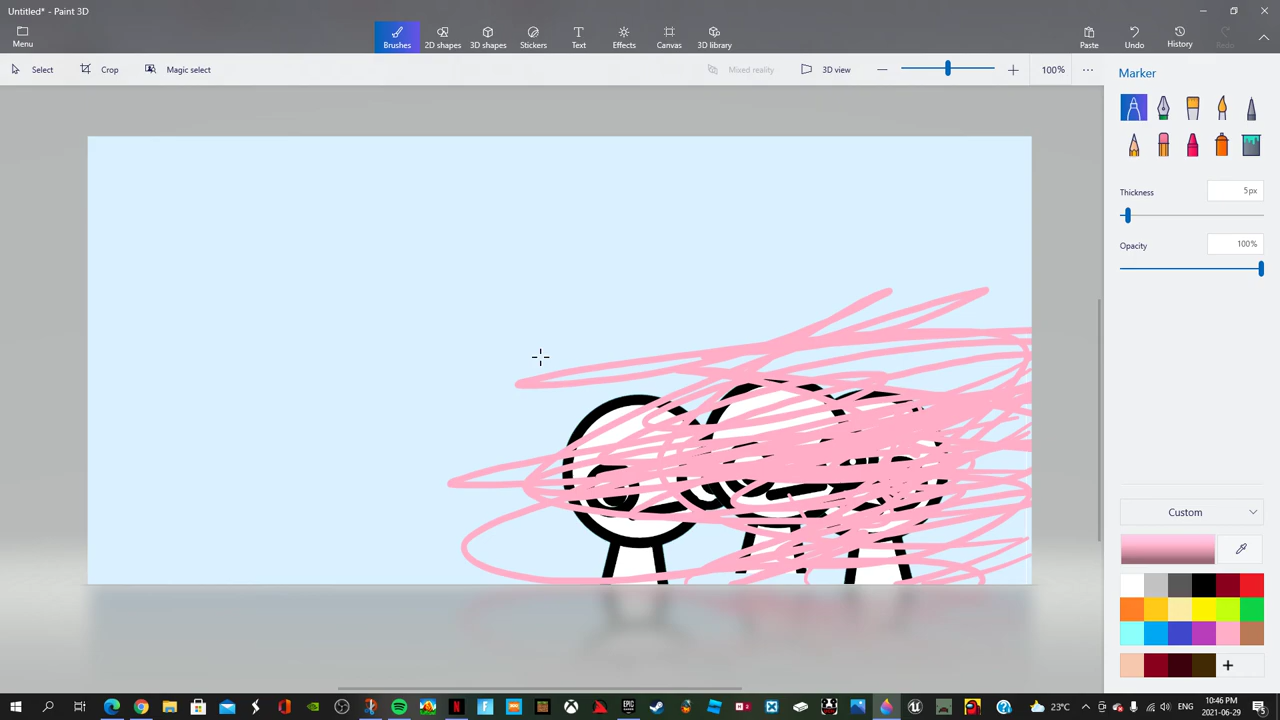 Untitled* - Paint 3D
Menu
Brushes
2D shapes
3D shapes
Stickers
Text
Effects
Canvas
3D library
Paste
Undo
History
Redo
Select
Crop
Magic select
Mixed reality
3D view
100%
Marker
Thickness
5px
Opacity
100%
Custom
23°C
ENG
10:46 PM
2021-06-29